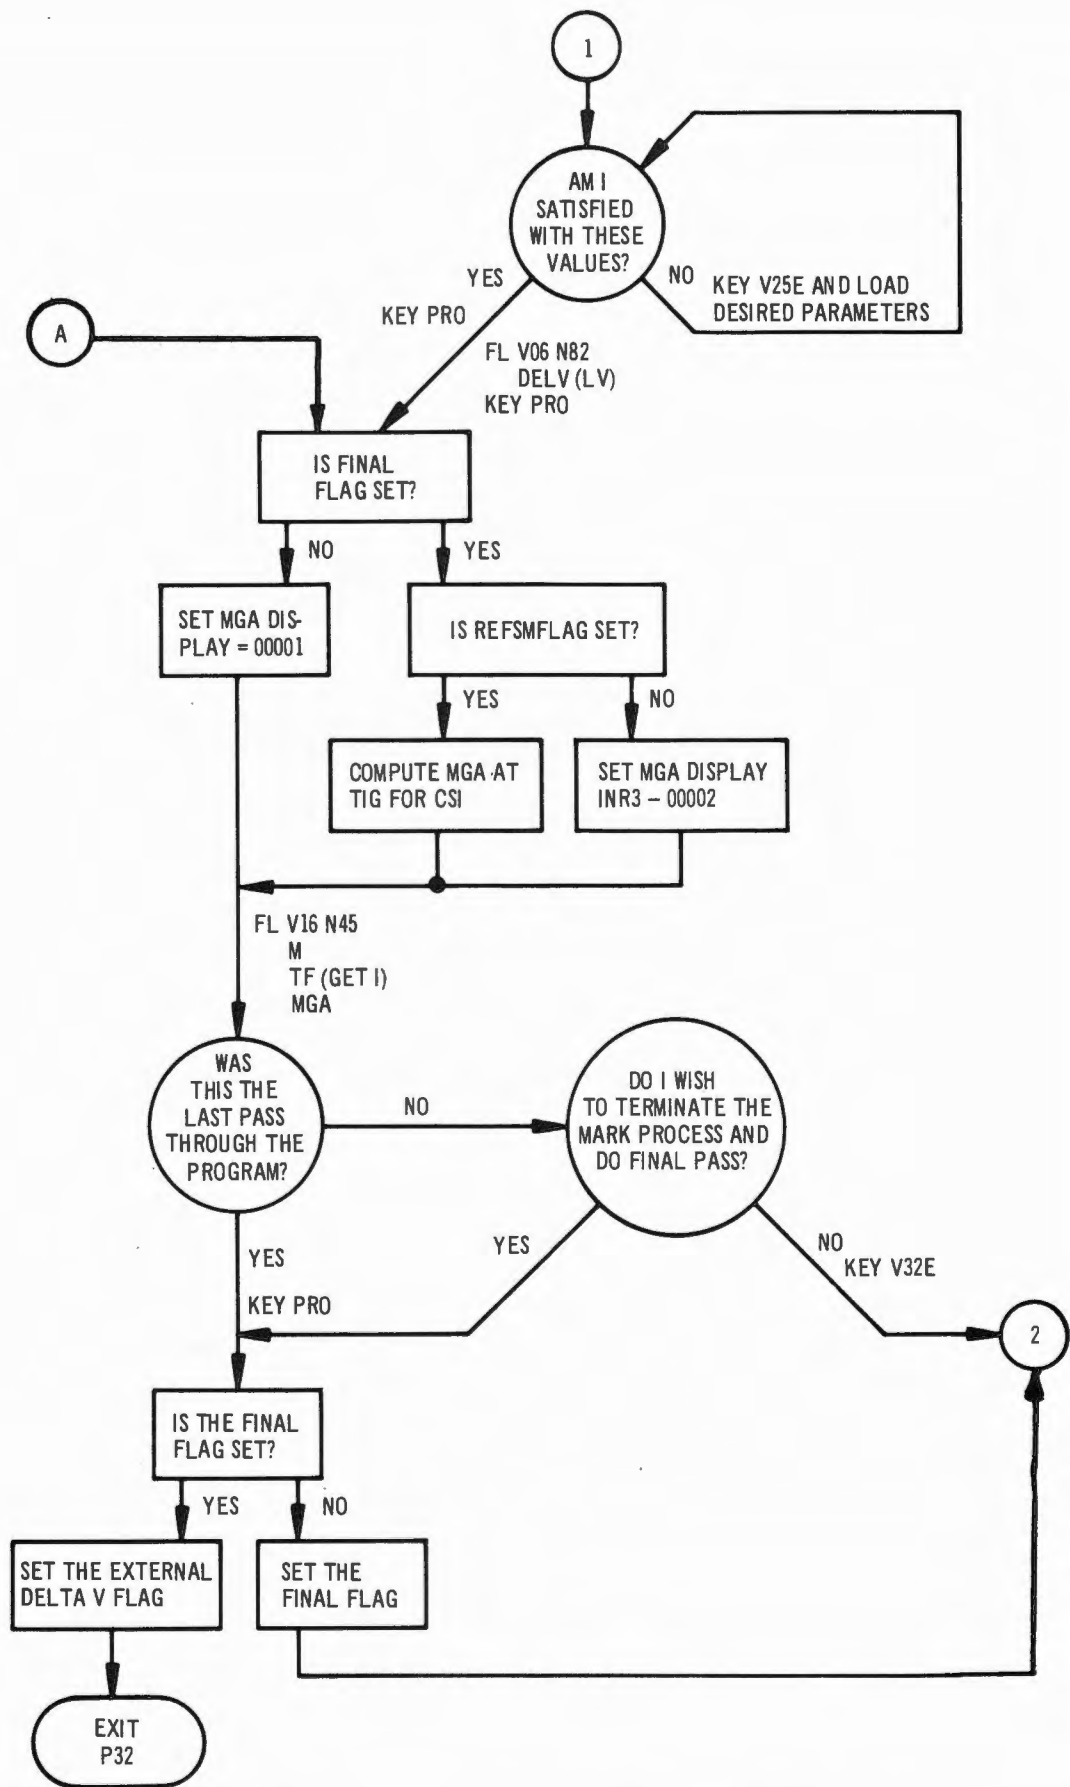 1
AM I
SATISFIED
WITH THESE
VALUES?
YES
KEY PRO
NO
KEY V25E AND LOAD
DESIRED PARAMETERS
A
FL V06 N82
DELV (LV)
KEY PRO
IS FINAL
FLAG SET?
NO
YES
SET MGA DIS-
PLAY = 00001
IS REFSMFLAG SET?
YES
NO
COMPUTE MGA AT
TIG FOR CSI
SET MGA DISPLAY
INR3 – 00002
FL V16 N45
M
TF (GET I)
MGA
WAS
THIS THE
LAST PASS
THROUGH THE
PROGRAM?
NO
DO I WISH
TO TERMINATE THE
MARK PROCESS AND
DO FINAL PASS?
YES
KEY PRO
YES
NO
KEY V32E
2
IS THE FINAL
FLAG SET?
YES
NO
SET THE EXTERNAL
DELTA V FLAG
SET THE
FINAL FLAG
EXIT
P32